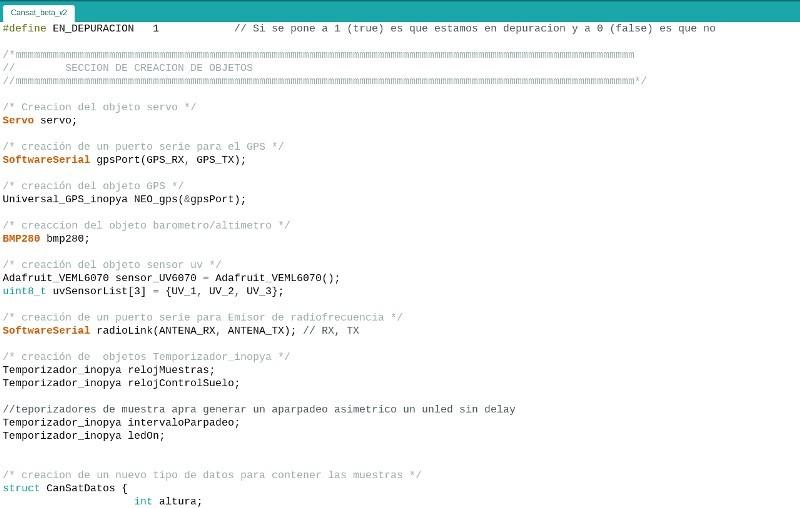 Cansat_beta_v2
#define EN_DEPURACION   1            // Si se pone a 1 (true) es que estamos en depuracion y a 0 (false) es que no
/*mmmmmmmmmmmmmmmmmmmmmmmmmmmmmmmmmmmmmmmmmmmmmmmmmmmmmmmmmmmmmmmmmmmmmmmmmmmmmmmmmmmmmmmmmmmmmmmmmmm
//        SECCION DE CREACION DE OBJETOS
//mmmmmmmmmmmmmmmmmmmmmmmmmmmmmmmmmmmmmmmmmmmmmmmmmmmmmmmmmmmmmmmmmmmmmmmmmmmmmmmmmmmmmmmmmmmmmmmmmmm*/
/* Creacion del objeto servo */
Servo servo;
/* creación de un puerto serie para el GPS */
SoftwareSerial gpsPort(GPS_RX, GPS_TX);
/* creación del objeto GPS */
Universal_GPS_inopya NEO_gps(&gpsPort);
/* creaccion del objeto barometro/altimetro */
BMP280 bmp280;
/* creación del objeto sensor uv */
Adafruit_VEML6070 sensor_UV6070 = Adafruit_VEML6070();
uint8_t uvSensorList[3] = {UV_1, UV_2, UV_3};
/* creación de un puerto serie para Emisor de radiofrecuencia */
SoftwareSerial radioLink(ANTENA_RX, ANTENA_TX); // RX, TX
/* creación de  objetos Temporizador_inopya */
Temporizador_inopya relojMuestras;
Temporizador_inopya relojControlSuelo;
//teporizadores de muestra apra generar un aparpadeo asimetrico un unled sin delay
Temporizador_inopya intervaloParpadeo;
Temporizador_inopya ledOn;
/* creacion de un nuevo tipo de datos para contener las muestras */
struct CanSatDatos {
                     int altura;